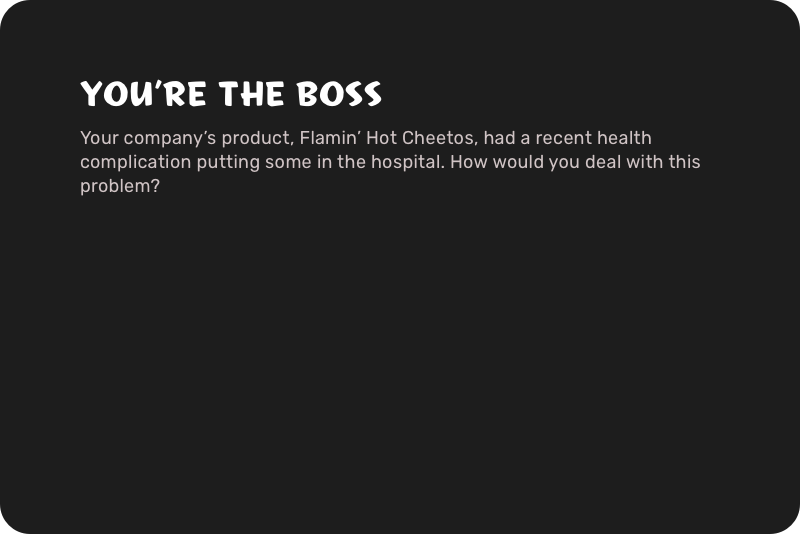 YOU’RE THE BOSS
Your company’s product, Flamin’ Hot Cheetos, had a recent health
complication putting some in the hospital. How would you deal with this
problem?